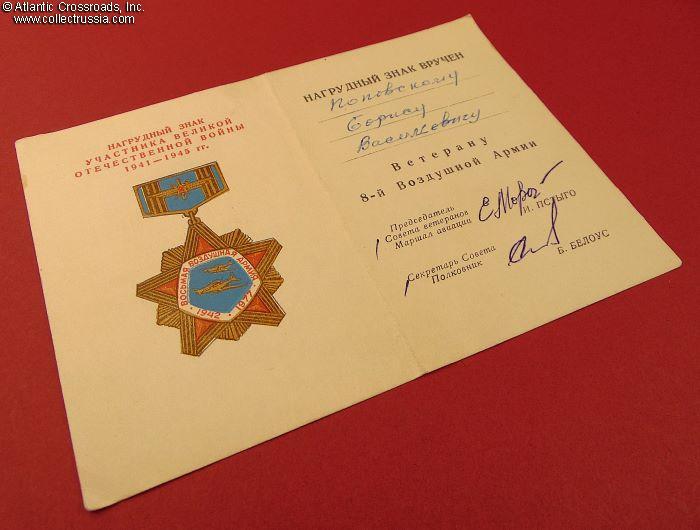 © Atlantic Crossroads, Inc.
www.collectrussia.com
НАГРУДНЫЙ ЗНАК
УЧАСТНИКА ВЕЛИКОЙ
ОТЕЧЕСТВЕННОЙ ВОЙНЫ
1941—1945 гг.
ВОСЬМАЯ ВОЗДУШНАЯ АРМИЯ
1942 1977
НАГРУДНЫЙ ЗНАК ВРУЧЕН
Поповскому
Борису
Васильевичу
Ветерану
8-й Воздушной Армии
Председатель
Совета ветеранов
Маршал авиации
И. ПСТЫГО
Секретарь Совета
Полковник
Б. БЕЛОУС